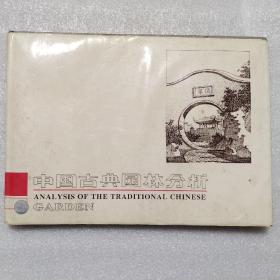 中国古典园林分析
ANALYSIS OF THE TRADITIONAL CHINESE
GARDEN